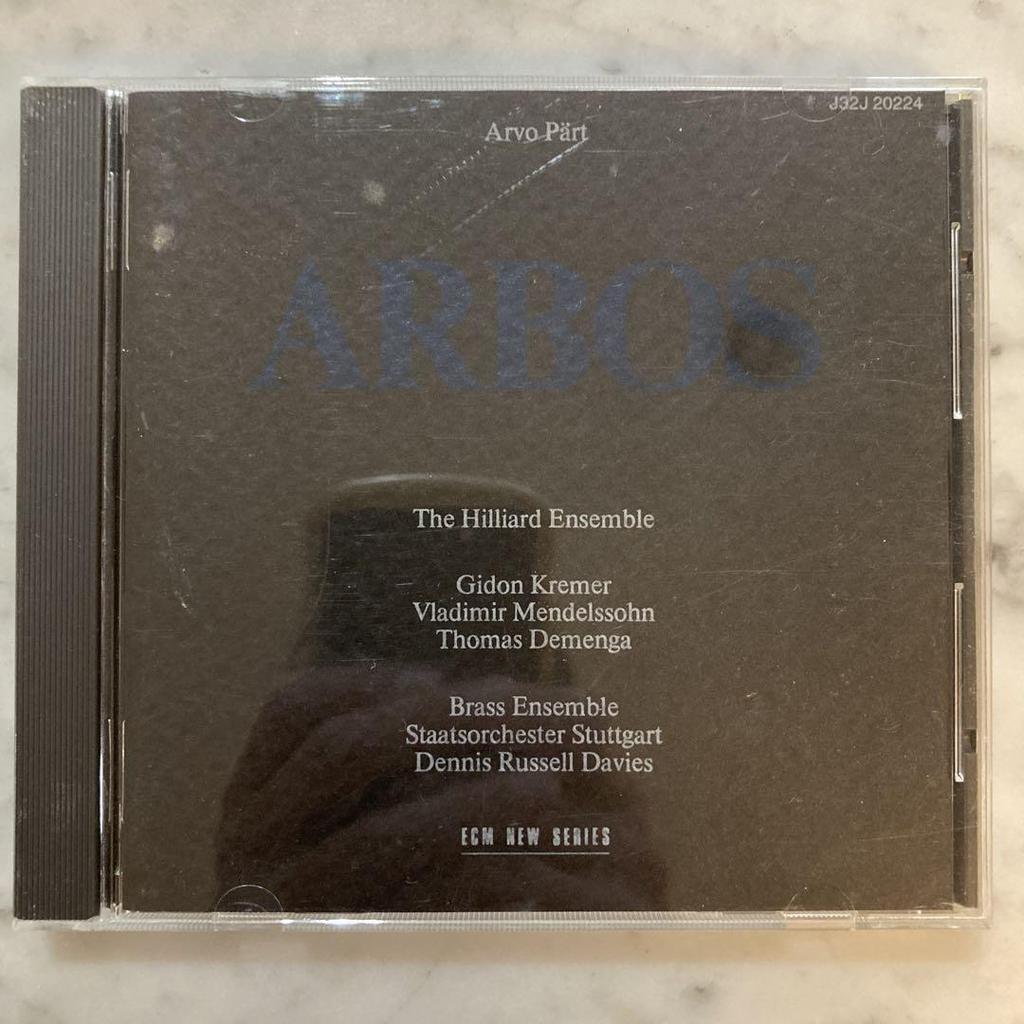 J32J 20224
Arvo Pärt
ARBOS
The Hilliard Ensemble
Gidon Kremer
Vladimir Mendelssohn
Thomas Demenga
Brass Ensemble
Staatsorchester Stuttgart
Dennis Russell Davies
ECM NEW SERIES